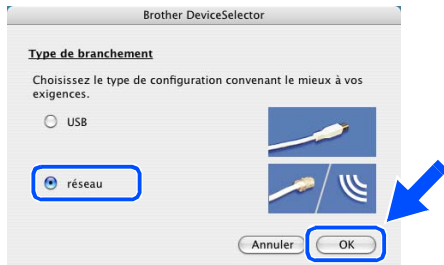 Brother DeviceSelector
Type de branchement
Choisissez le type de configuration convenant le mieux à vos
exigences.
USB
réseau
Annuler
OK